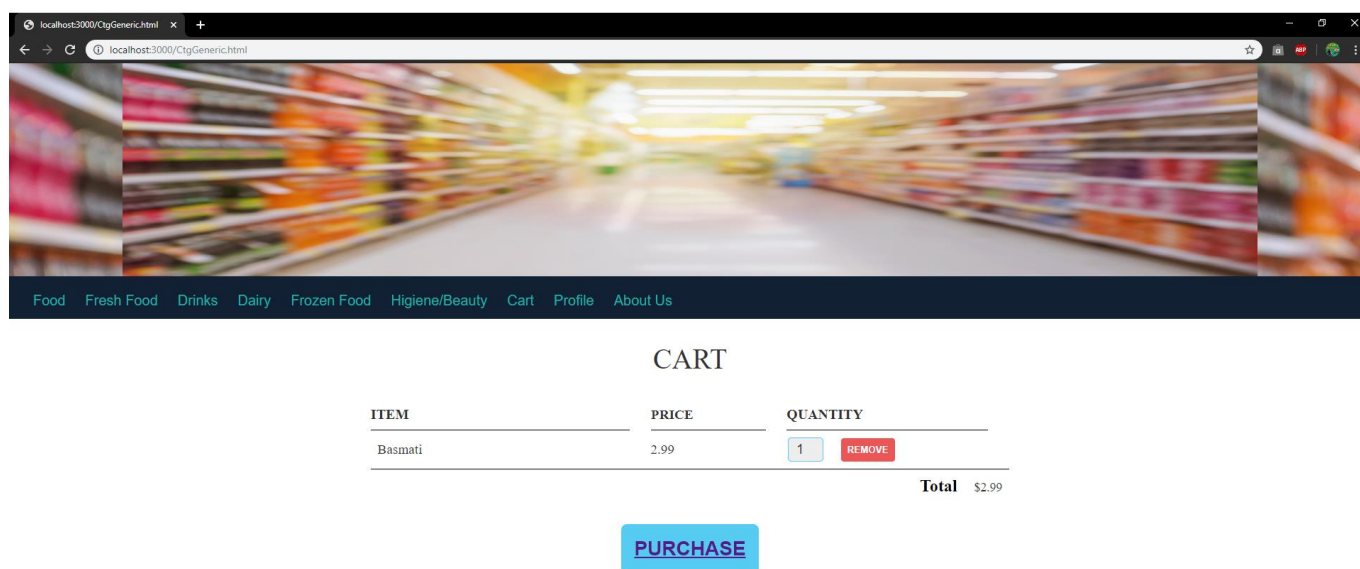 localhost:3000/CtgGeneric.html
localhost:3000/CtgGeneric.html
ABP
Food Fresh Food Drinks Dairy Frozen Food Higiene/Beauty Cart Profile About Us
CART
ITEM PRICE QUANTITY
Basmati 2.99 1 REMOVE
Total $2.99
PURCHASE